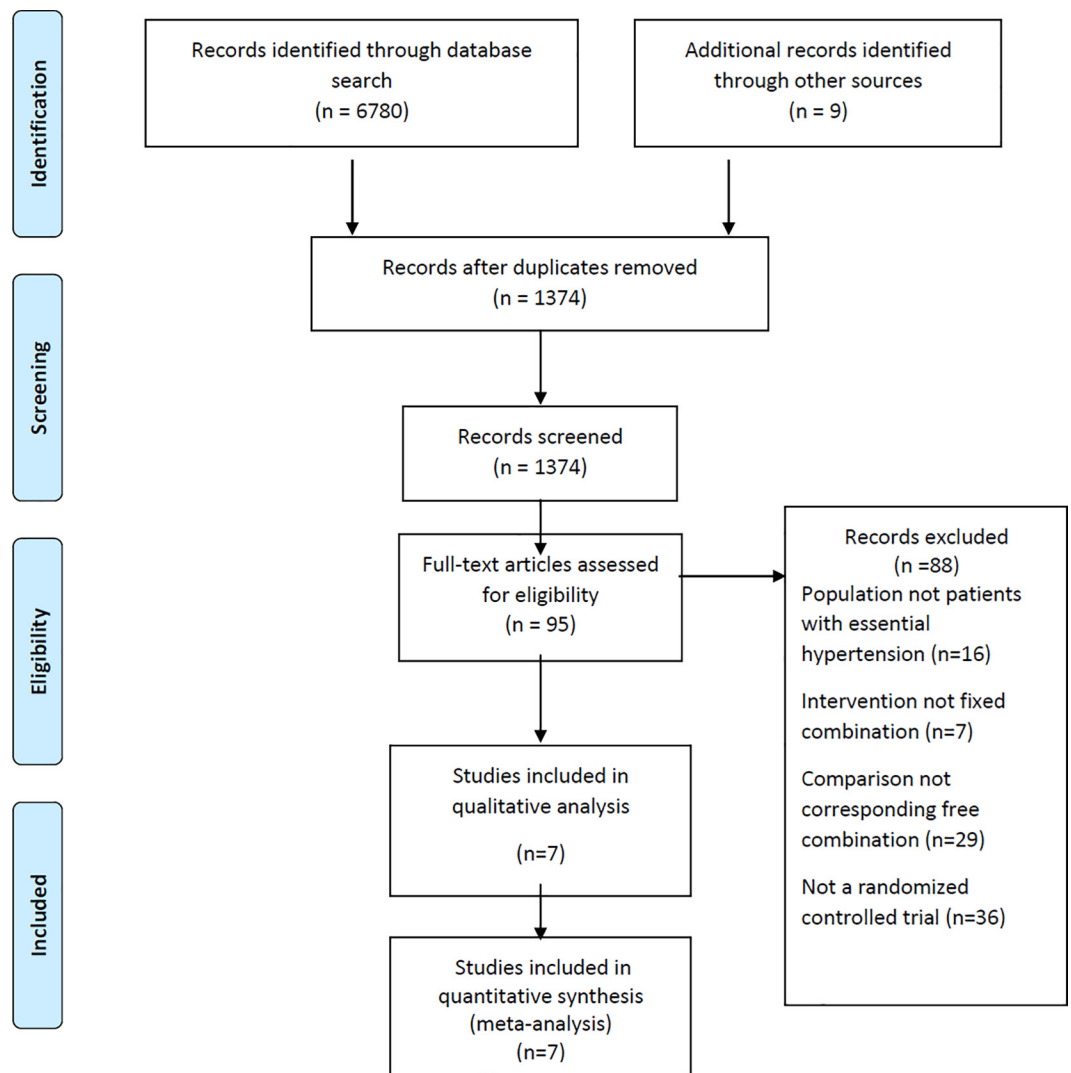 Identification
Records identified through database
search
(n = 6780)
Additional records identified
through other sources
(n = 9)
Records after duplicates removed
(n = 1374)
Screening
Records screened
(n = 1374)
Eligibility
Full-text articles assessed
for eligibility
(n = 95)
Records excluded
(n =88)
Population not patients
with essential
hypertension (n=16)
Intervention not fixed
combination (n=7)
Comparison not
corresponding free
combination (n=29)
Not a randomized
controlled trial (n=36)
Studies included in
qualitative analysis
(n=7)
Included
Studies included in
quantitative synthesis
(meta-analysis)
(n=7)